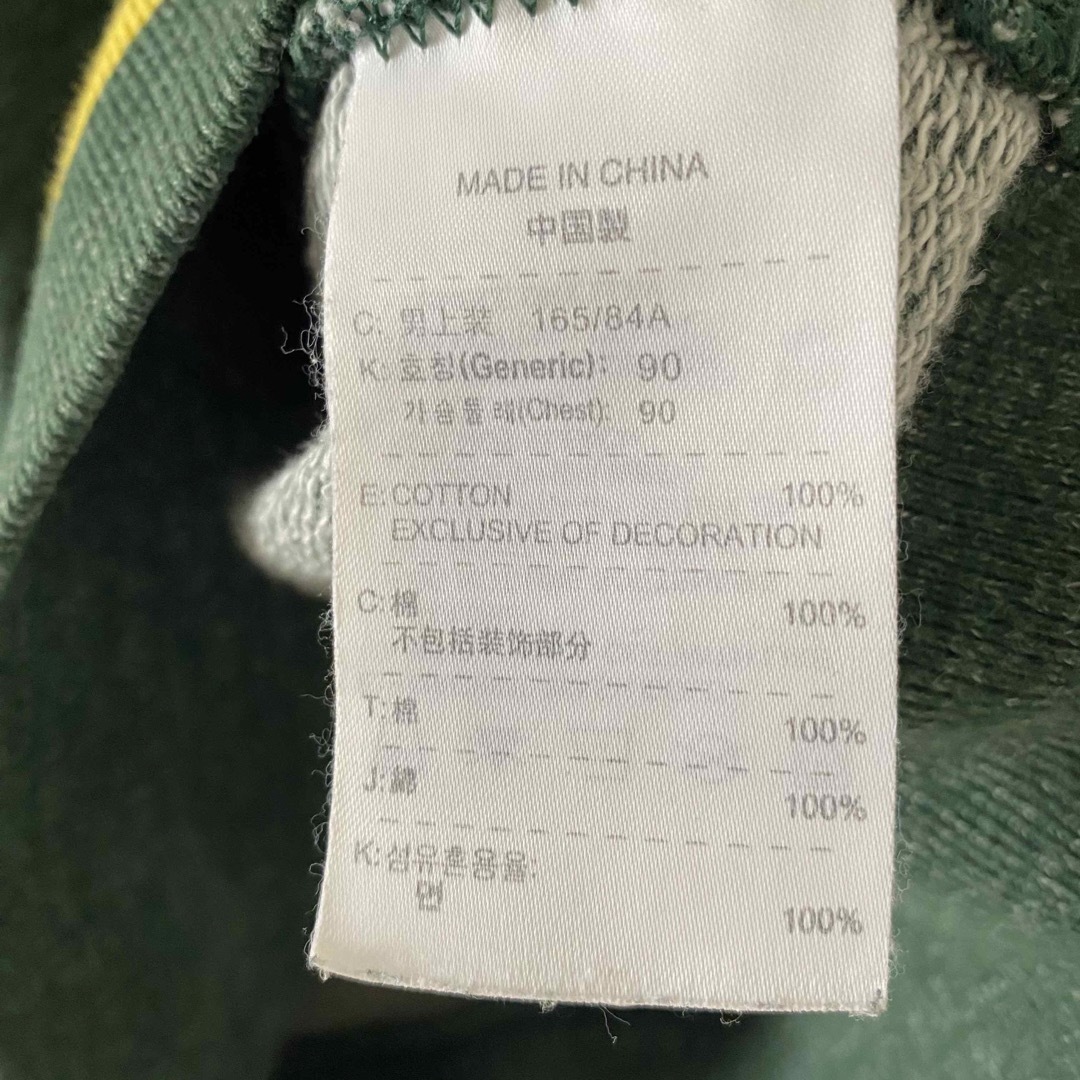 MADE IN CHINA
中国製
C. 男上装 165/84A
K: 호칭(Generic): 90
가슴둘레(Chest): 90
E: COTTON 100%
EXCLUSIVE OF DECORATION
C: 棉 100%
不包括装饰部分
T: 棉 100%
J: 綿 100%
K: 섬유혼용율:
면 100%